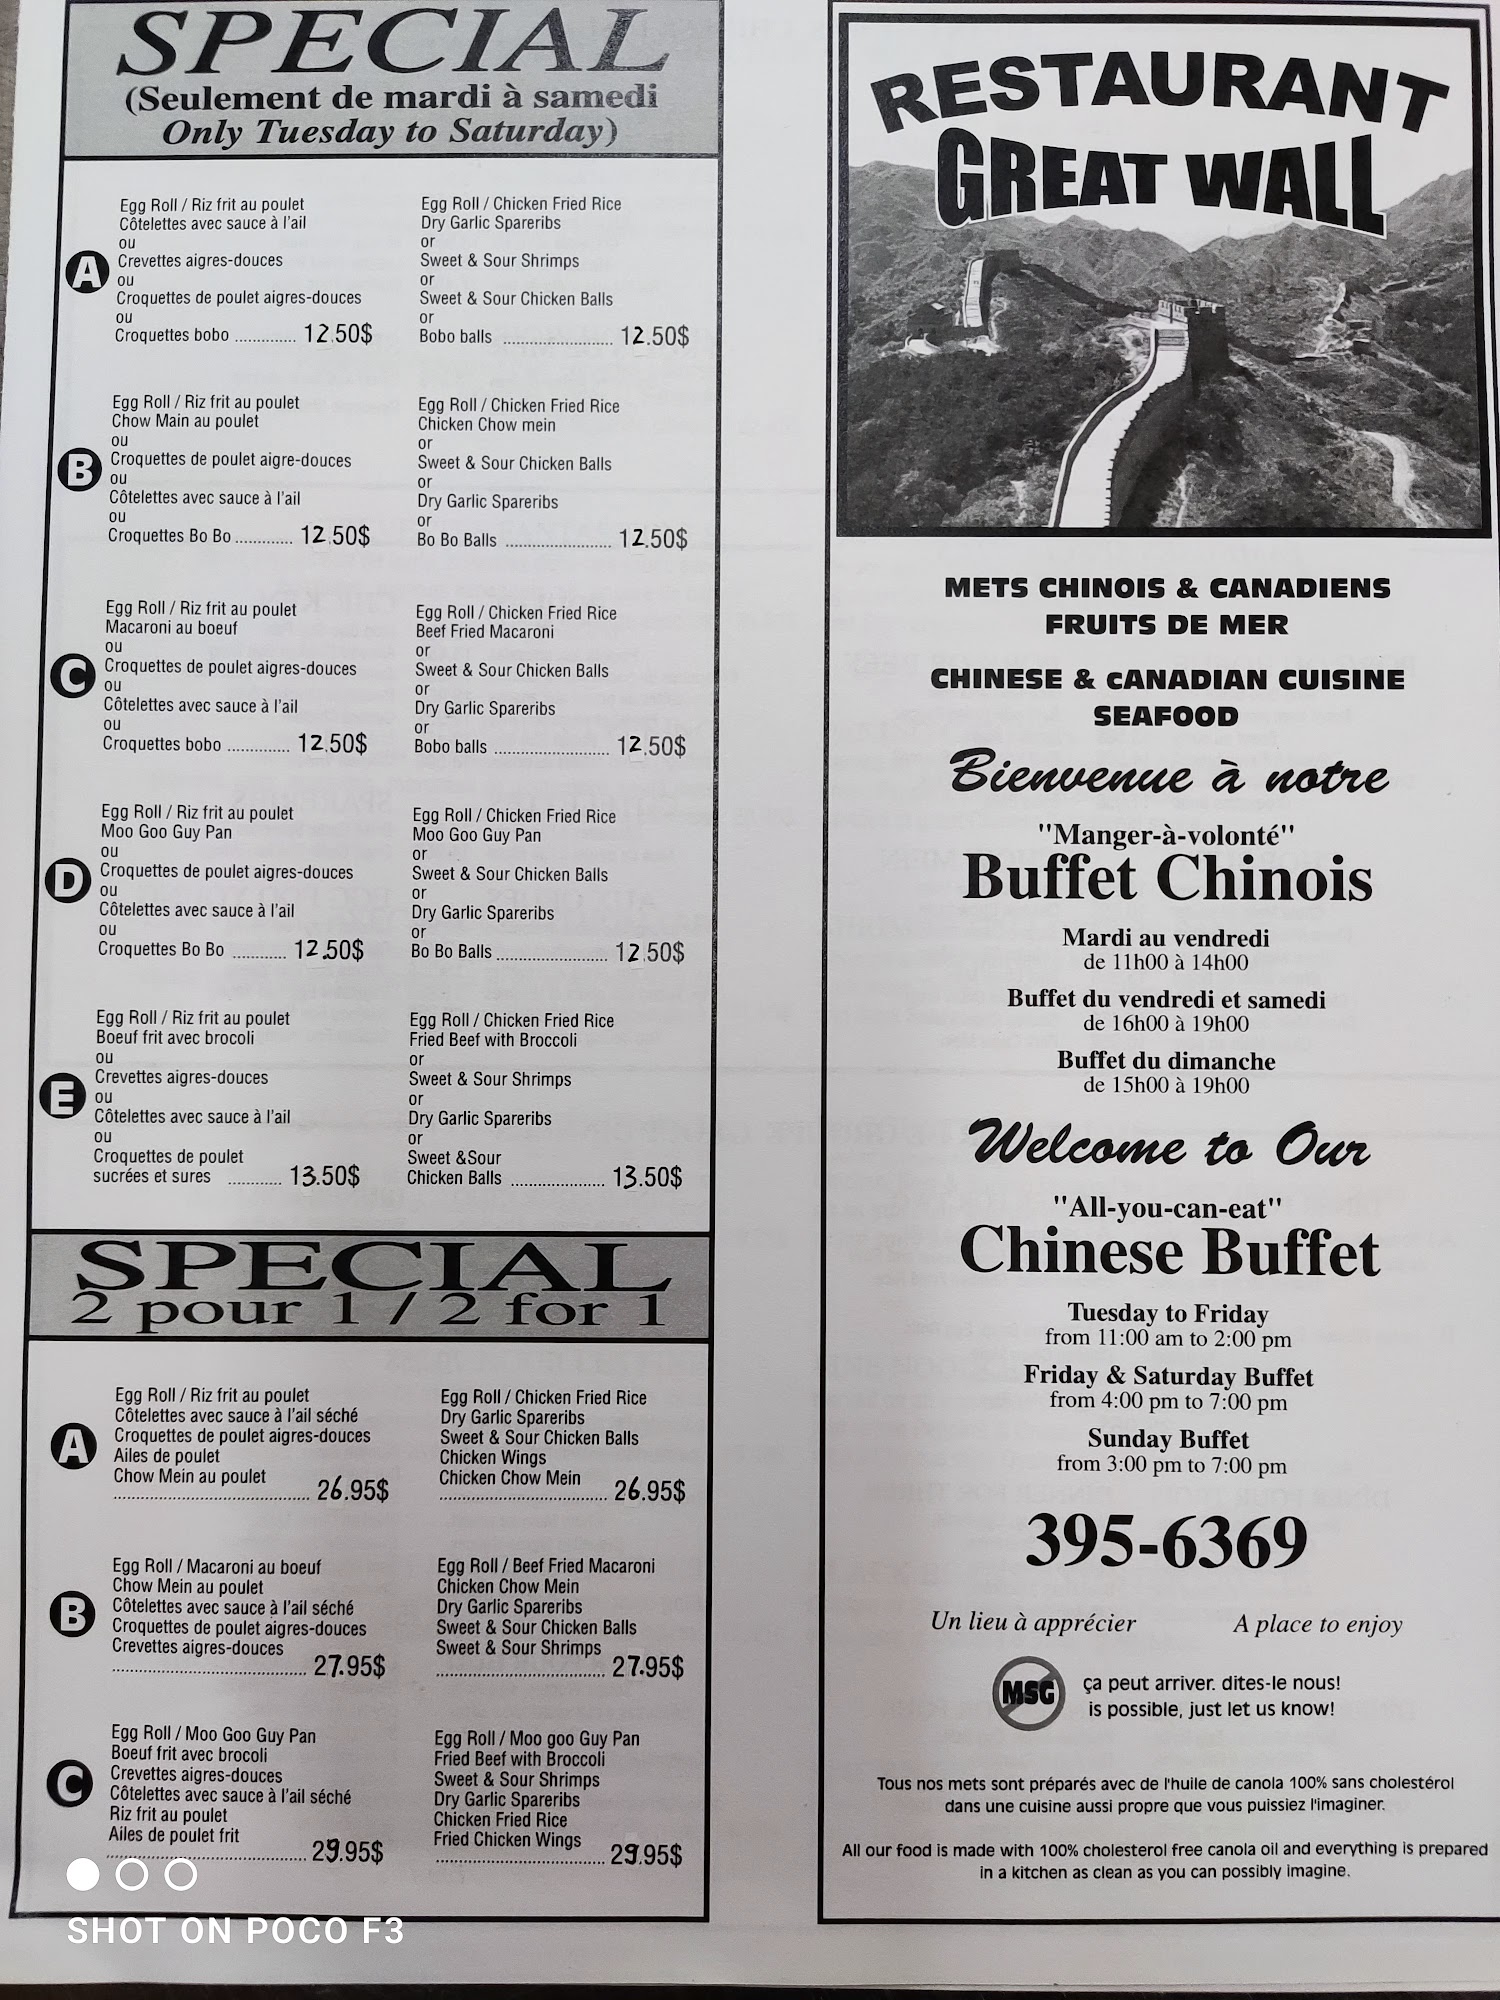 SPECIAL
(Seulement de mardi à samedi
Only Tuesday to Saturday)
A
Egg Roll / Riz frit au poulet
Côtelettes avec sauce à l'ail
ou
Crevettes aigres-douces
ou
Croquettes de poulet aigres-douces
ou
Croquettes bobo ............. 12.50$
Egg Roll / Chicken Fried Rice
Dry Garlic Spareribs
or
Sweet & Sour Shrimps
or
Sweet & Sour Chicken Balls
or
Bobo balls ....................... 12.50$
B
Egg Roll / Riz frit au poulet
Chow Main au poulet
ou
Croquettes de poulet aigre-douces
ou
Côtelettes avec sauce à l'ail
ou
Croquettes Bo Bo ............ 12.50$
Egg Roll / Chicken Fried Rice
Chicken Chow mein
or
Sweet & Sour Chicken Balls
or
Dry Garlic Spareribs
or
Bo Bo Balls ...................... 12.50$
C
Egg Roll / Riz frit au poulet
Macaroni au boeuf
ou
Croquettes de poulet aigres-douces
ou
Côtelettes avec sauce à l'ail
ou
Croquettes bobo ............. 12.50$
Egg Roll / Chicken Fried Rice
Beef Fried Macaroni
or
Sweet & Sour Chicken Balls
or
Dry Garlic Spareribs
or
Bobo balls ........................ 12.50$
D
Egg Roll / Riz frit au poulet
Moo Goo Guy Pan
ou
Croquettes de poulet aigres-douces
ou
Côtelettes avec sauce à l'ail
ou
Croquettes Bo Bo ........... 12.50$
Egg Roll / Chicken Fried Rice
Moo Goo Guy Pan
or
Sweet & Sour Chicken Balls
or
Dry Garlic Spareribs
or
Bo Bo Balls ....................... 12.50$
E
Egg Roll / Riz frit au poulet
Boeuf frit avec brocoli
ou
Crevettes aigres-douces
ou
Côtelettes avec sauce à l'ail
ou
Croquettes de poulet
sucrées et sures ........... 13.50$
Egg Roll / Chicken Fried Rice
Fried Beef with Broccoli
or
Sweet & Sour Shrimps
or
Dry Garlic Spareribs
or
Sweet &Sour
Chicken Balls .................... 13.50$
SPECIAL
2 pour 1 / 2 for 1
A
Egg Roll / Riz frit au poulet
Côtelettes avec sauce à l'ail séché
Croquettes de poulet aigres-douces
Ailes de poulet
Chow Mein au poulet
......................................... 26.95$
Egg Roll / Chicken Fried Rice
Dry Garlic Spareribs
Sweet & Sour Chicken Balls
Chicken Wings
Chicken Chow Mein
................................... 26.95$
B
Egg Roll / Macaroni au boeuf
Chow Mein au poulet
Côtelettes avec sauce à l'ail séché
Croquettes de poulet aigres-douces
Crevettes aigres-douces
......................................... 27.95$
Egg Roll / Beef Fried Macaroni
Chicken Chow Mein
Dry Garlic Spareribs
Sweet & Sour Chicken Balls
Sweet & Sour Shrimps
................................... 27.95$
C
Egg Roll / Moo Goo Guy Pan
Boeuf frit avec brocoli
Crevettes aigres-douces
Côtelettes avec sauce à l'ail séché
Riz frit au poulet
Ailes de poulet frit
......................................... 29.95$
Egg Roll / Moo goo Guy Pan
Fried Beef with Broccoli
Sweet & Sour Shrimps
Dry Garlic Spareribs
Chicken Fried Rice
Fried Chicken Wings
................................... 29.95$
RESTAURANT
GREAT WALL
METS CHINOIS & CANADIENS
FRUITS DE MER
CHINESE & cANADIAN CUISINE
SEAFOOD
Bienvenue à notre
"Manger-à-volonté"
Buffet Chinois
Mardi au vendredi
de 11h00 à 14h00
Buffet du vendredi et samedi
de 16h00 à 19h00
Buffet du dimanche
de 15h00 à 19h00
Welcome to Our
"All-you-can-eat"
Chinese Buffet
Tuesday to Friday
from 11:00 am to 2:00 pm
Friday & Saturday Buffet
from 4:00 pm to 7:00 pm
Sunday Buffet
from 3:00 pm to 7:00 pm
395-6369
Un lieu à apprécier A place to enjoy
MSG
ça peut arriver. dites-le nous!
is possible, just let us know!
Tous nos mets sont préparés avec de l'huile de canola 100% sans cholestérol
dans une cuisine aussi propre que vous puissiez l'imaginer.
All our food is made with 100% cholesterol free canola oil and everything is prepared
in a kitchen as clean as you can possibly imagine.
SHOT ON POCO F3